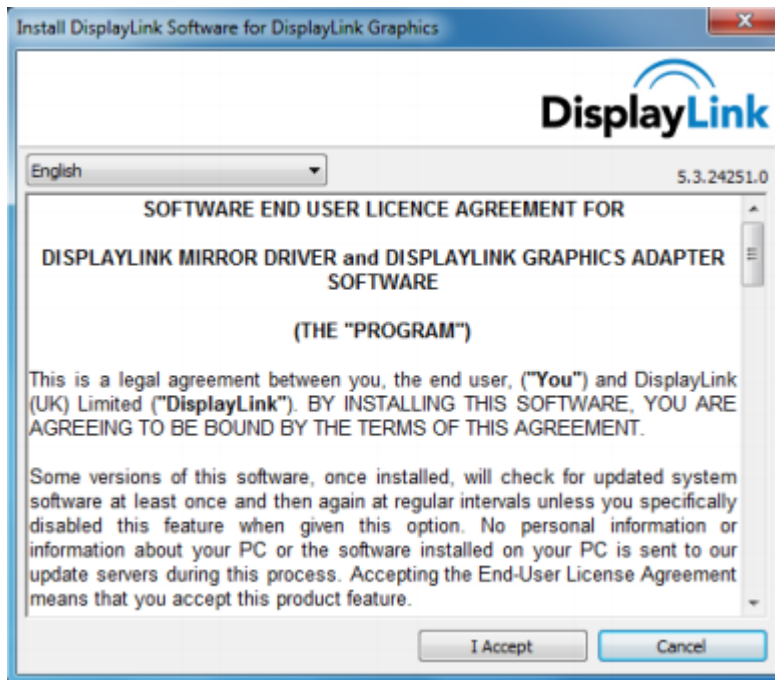 Install DisplayLink Software for DisplayLink Graphics
DisplayLink
English
5.3.24251.0
SOFTWARE END USER LICENCE AGREEMENT FOR
DISPLAYLINK MIRROR DRIVER and DISPLAYLINK GRAPHICS ADAPTER
SOFTWARE
(THE "PROGRAM")
This is a legal agreement between you, the end user, ("You") and DisplayLink
(UK) Limited ("DisplayLink"). BY INSTALLING THIS SOFTWARE, YOU ARE
AGREEING TO BE BOUND BY THE TERMS OF THIS AGREEMENT.
Some versions of this software, once installed, will check for updated system
software at least once and then again at regular intervals unless you specifically
disabled this feature when given this option. No personal information or
information about your PC or the software installed on your PC is sent to our
update servers during this process. Accepting the End-User License Agreement
means that you accept this product feature.
I Accept
Cancel